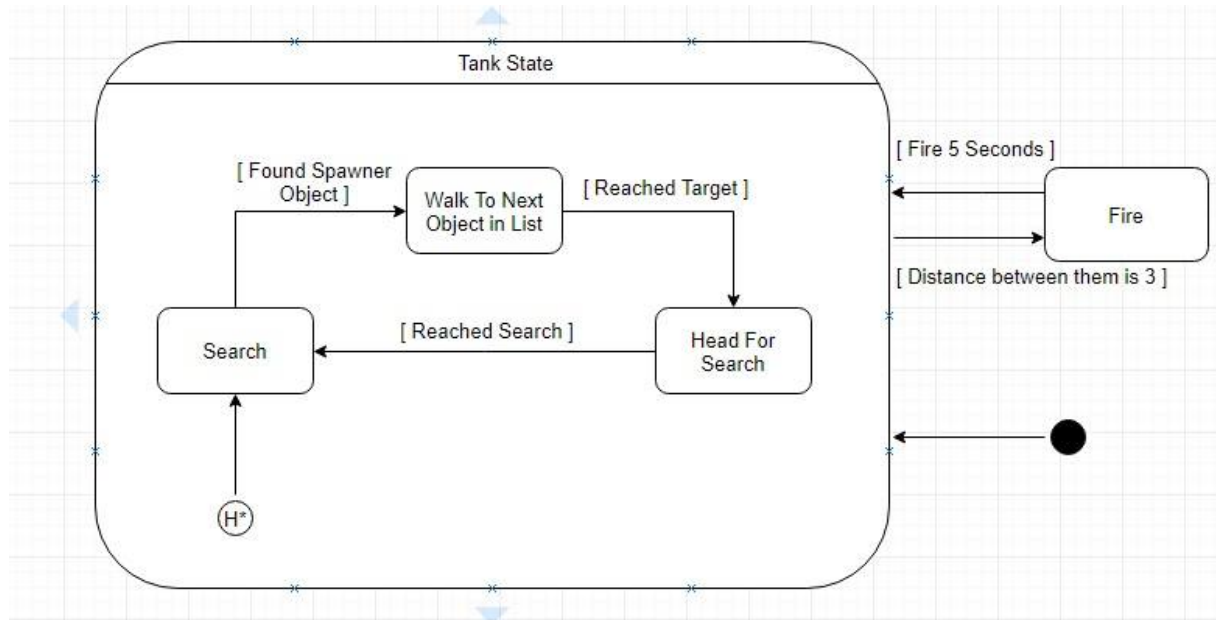 Tank State
[ Found Spawner
Object ]
Walk To Next
Object in List
[ Reached Target ]
[ Fire 5 Seconds ]
Fire
[ Distance between them is 3 ]
Search
[ Reached Search ]
Head For
Search
H*